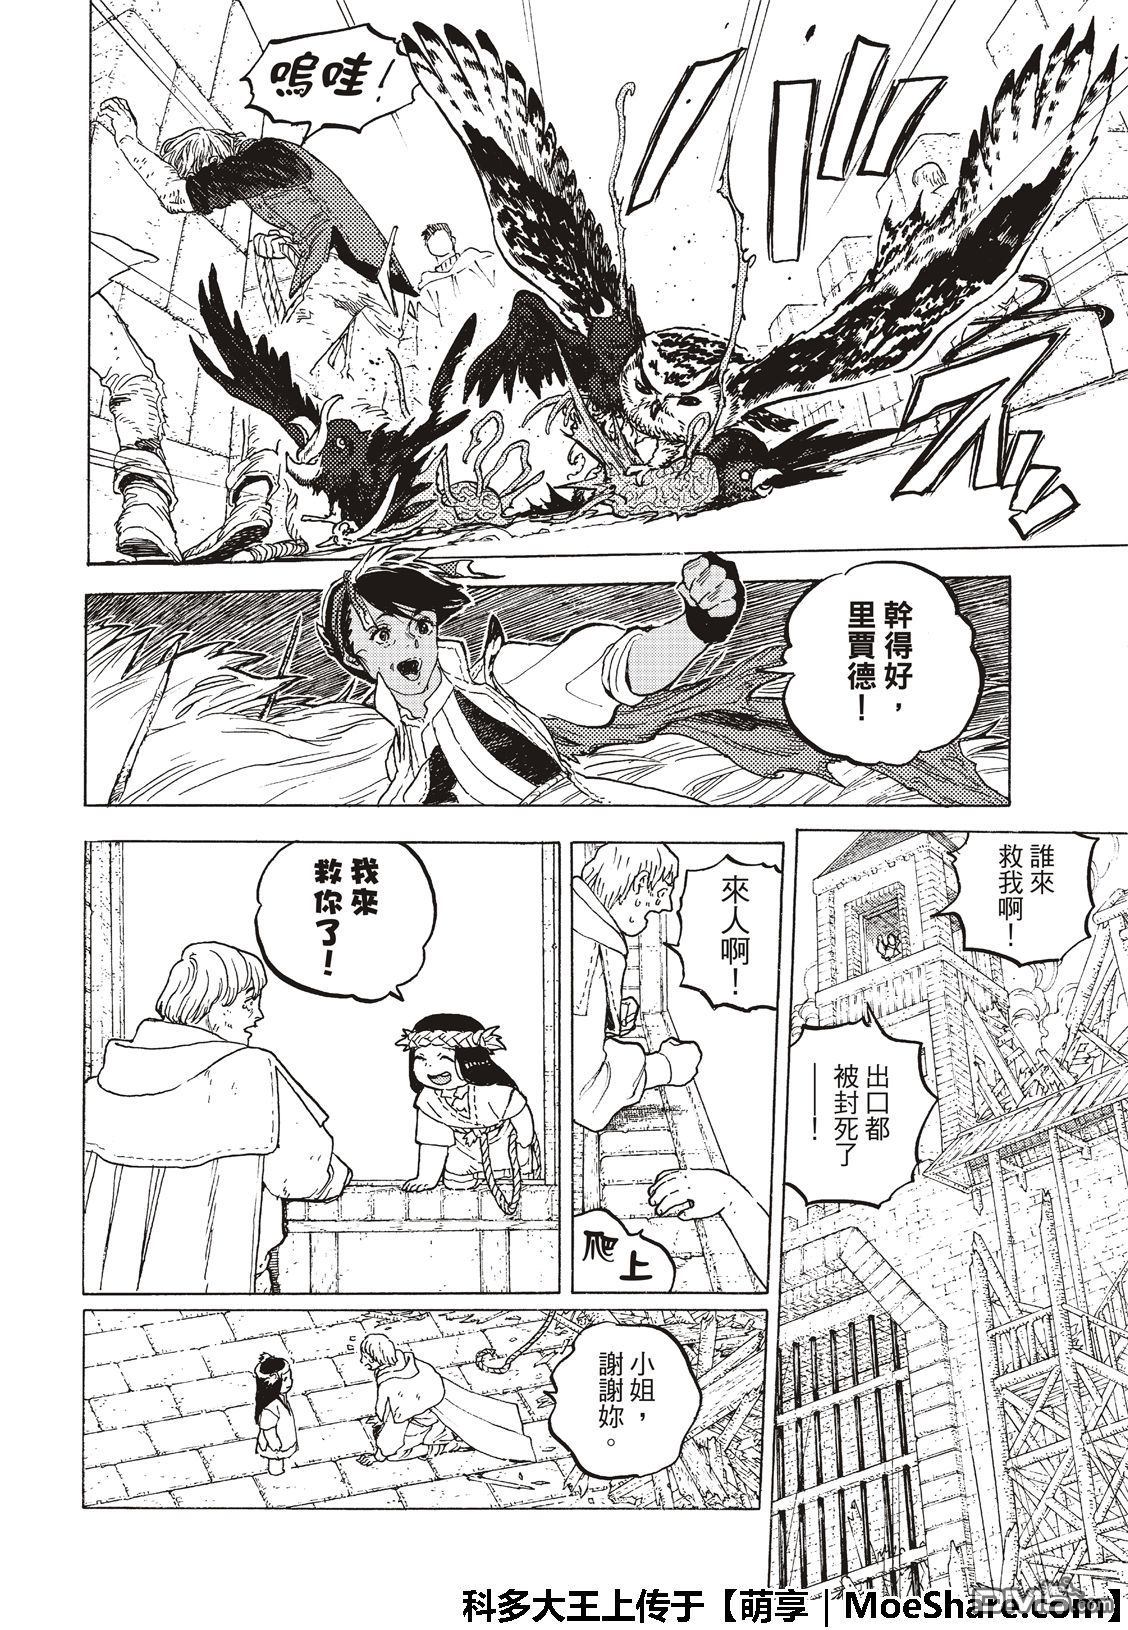 嗚哇！
幹得好，
里賈德！
誰來
救我啊！
出口都
被封死了
——！
來人啊！
爬上
我來
救你了！
小姐，
謝謝妳。
科多大王上传于【萌享｜MoeShare.com】